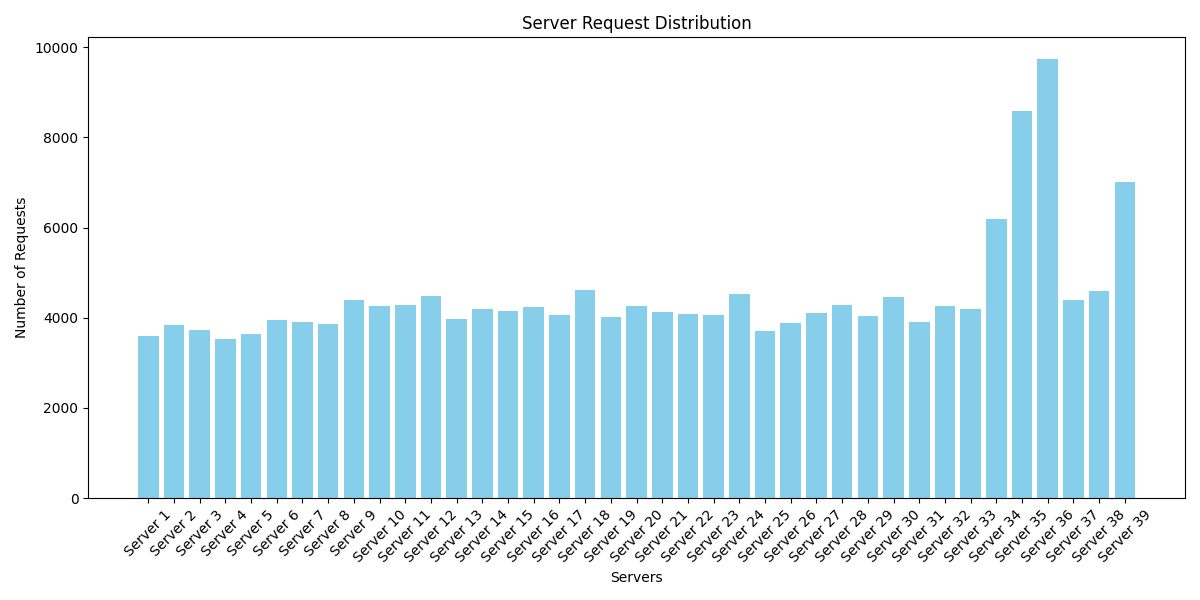 Server Request Distribution
Number of Requests
10000
8000
6000
4000
2000
0
Server 1
Server 2
Server 3
Server 4
Server 5
Server 6
Server 7
Server 8
Server 9
Server 10
Server 11
Server 12
Server 13
Server 14
Server 15
Server 16
Server 17
Server 18
Server 19
Server 20
Server 21
Server 22
Server 23
Server 24
Server 25
Server 26
Server 27
Server 28
Server 29
Server 30
Server 31
Server 32
Server 33
Server 34
Server 35
Server 36
Server 37
Server 38
Server 39
Servers